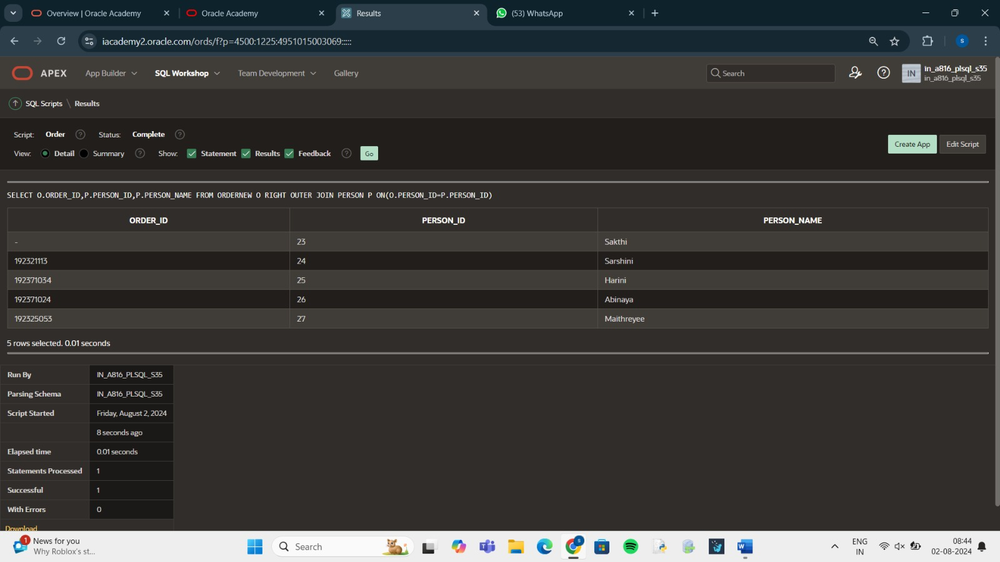 Overview | Oracle Academy
Oracle Academy
Results
(53) WhatsApp
iacademy2.oracle.com/ords/f?p=4500:1225:4951015003069:::::
S
APEX
App Builder
SQL Workshop
Team Development
Gallery
Search
IN
in_a816_plsql_s35
in_a816_plsql_s35
SQL Scripts \ Results
Script: Order Status: Complete
View: Detail Summary Show: Statement Results Feedback Go
Create App
Edit Script
SELECT O.ORDER_ID,P.PERSON_ID,P.PERSON_NAME FROM ORDERNEW O RIGHT OUTER JOIN PERSON P ON(O.PERSON_ID=P.PERSON_ID)
ORDER_ID PERSON_ID PERSON_NAME
- 23 Sakthi
192321113 24 Sarshini
192371034 25 Harini
192371024 26 Abinaya
192325053 27 Maithreyee
5 rows selected. 0.01 seconds
Run By IN_A816_PLSQL_S35
Parsing Schema IN_A816_PLSQL_S35
Script Started Friday, August 2, 2024
8 seconds ago
Elapsed time 0.01 seconds
Statements Processed 1
Successful 1
With Errors 0
Download
1
News for you
Why Roblox's st...
Search
S
W
ENG
IN
08:44
02-08-2024